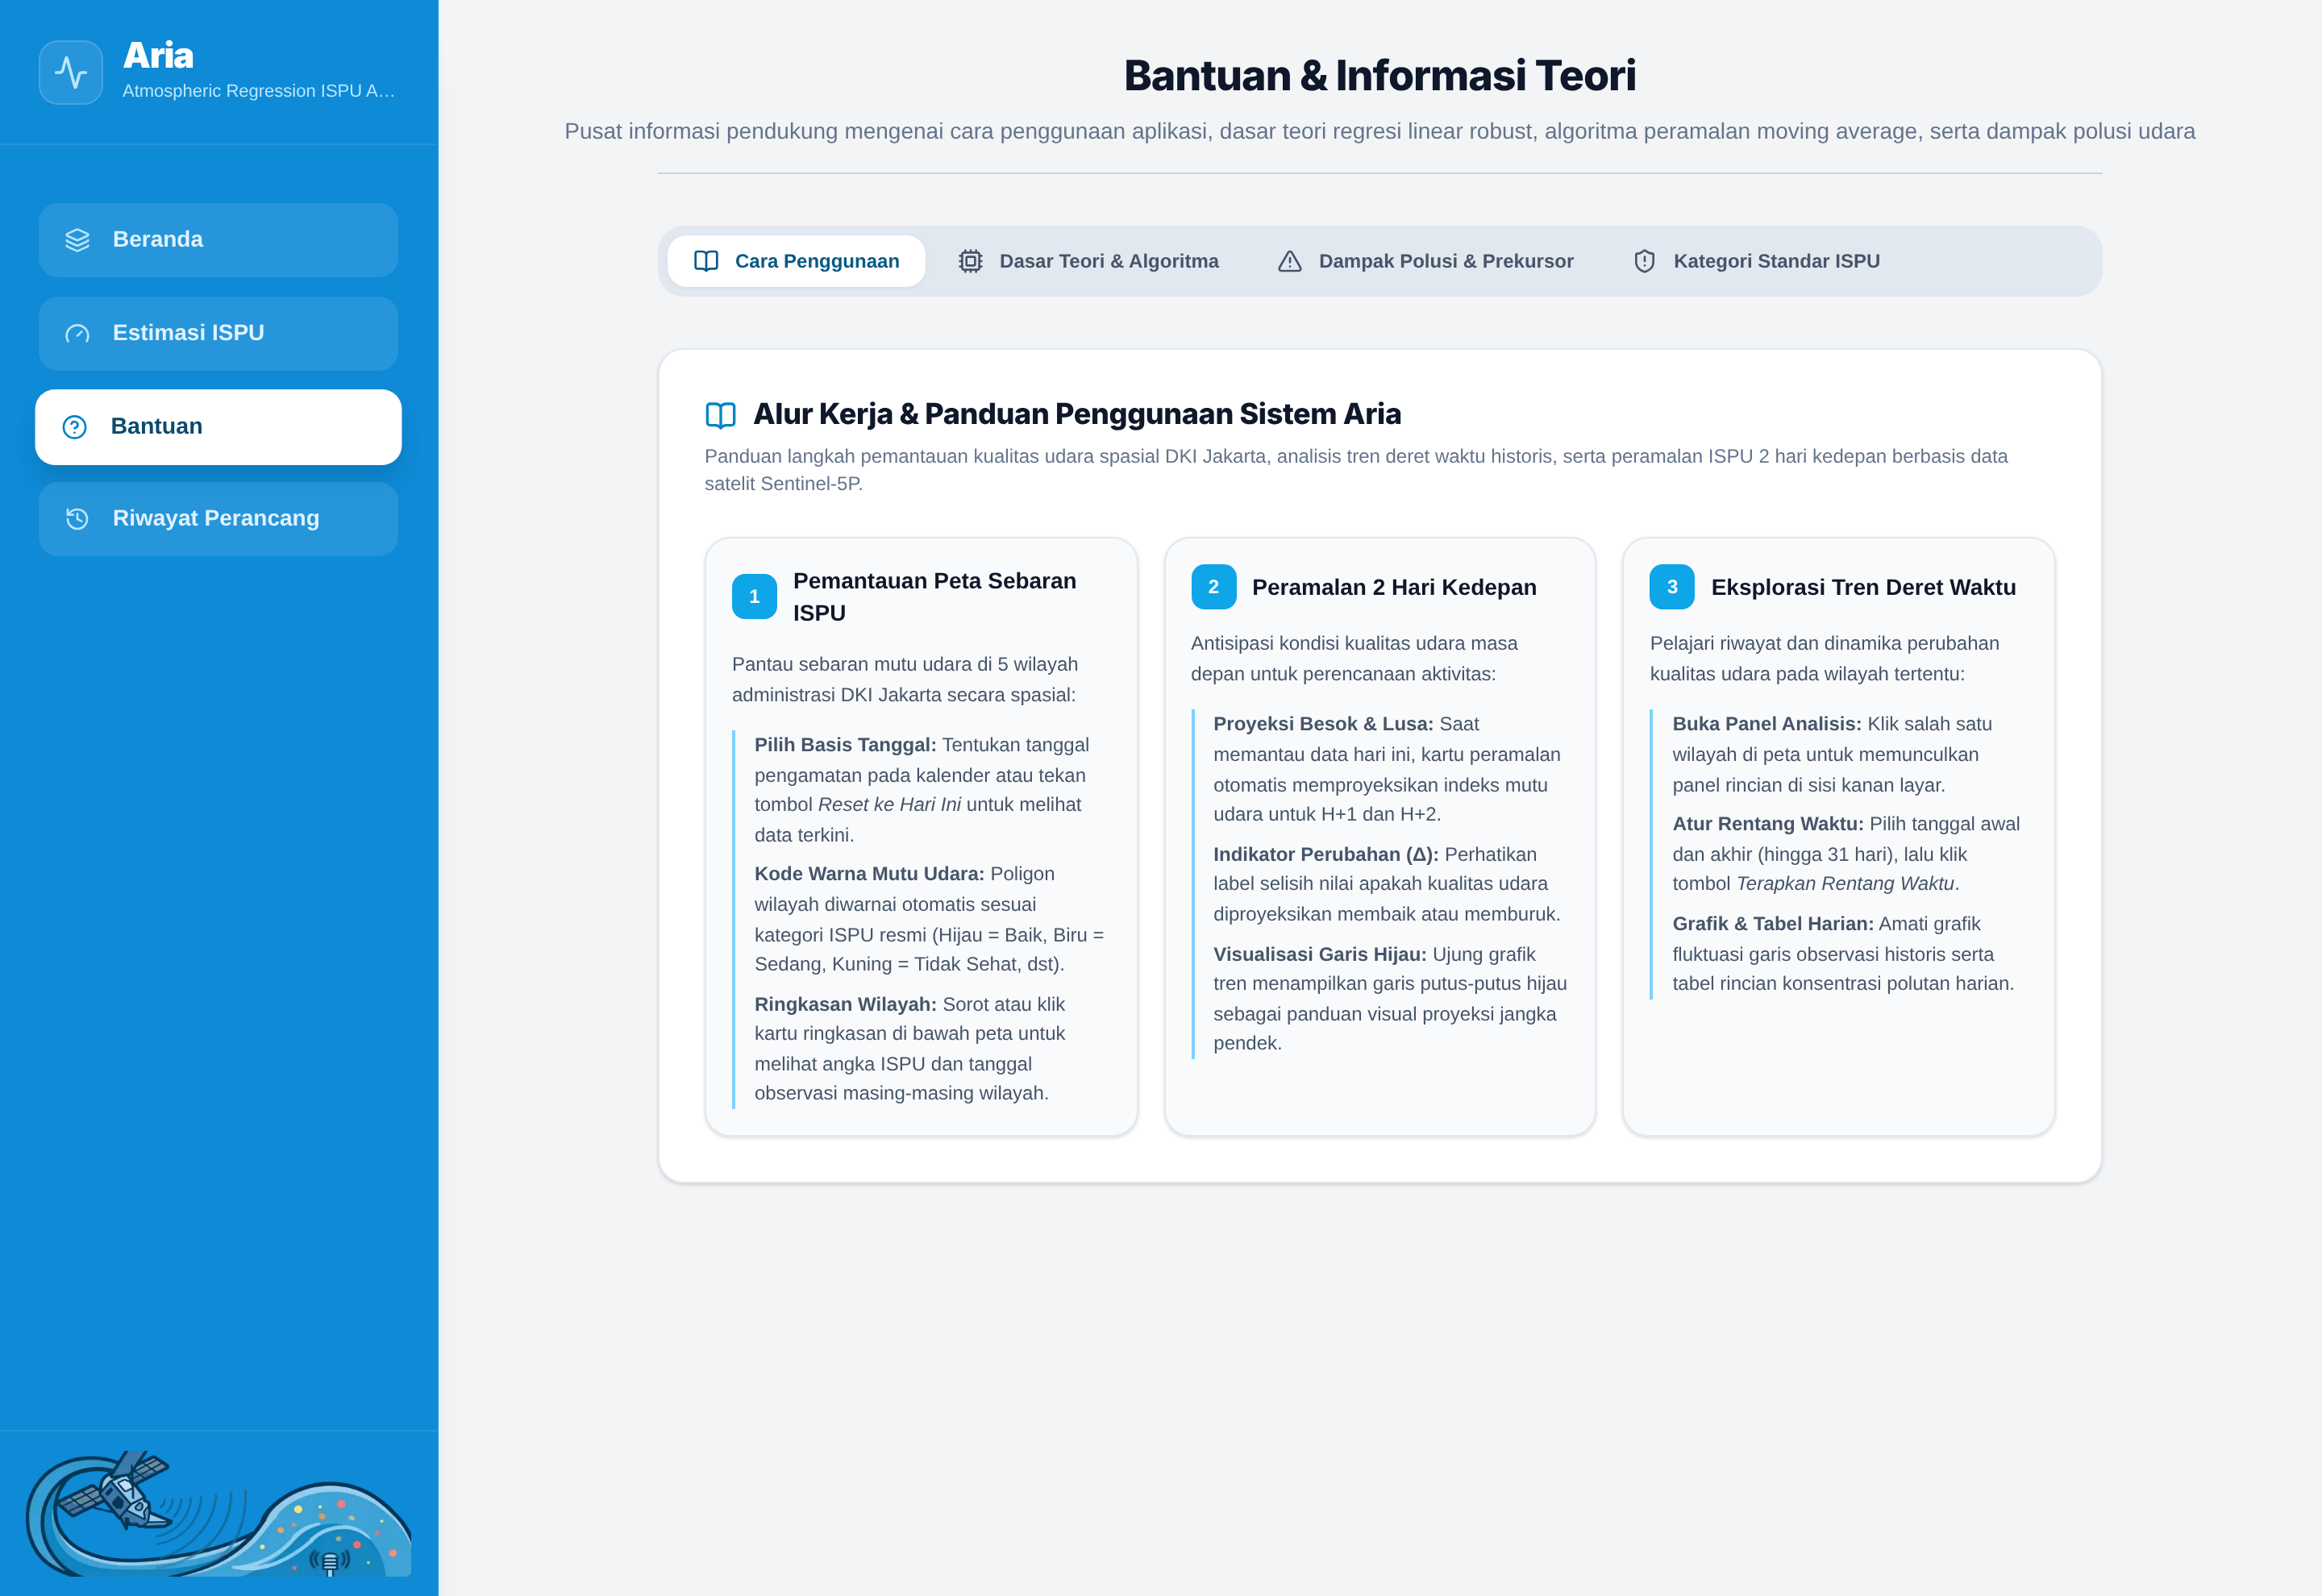 Aria
Atmospheric Regression ISPU A...
Beranda
Estimasi ISPU
Bantuan
Riwayat Perancang
Bantuan & Informasi Teori
Pusat informasi pendukung mengenai cara penggunaan aplikasi, dasar teori regresi linear robust, algoritma peramalan moving average, serta dampak polusi udara
Cara Penggunaan
Dasar Teori & Algoritma
Dampak Polusi & Prekursor
Kategori Standar ISPU
Alur Kerja & Panduan Penggunaan Sistem Aria
Panduan langkah pemantauan kualitas udara spasial DKI Jakarta, analisis tren deret waktu historis, serta peramalan ISPU 2 hari kedepan berbasis data
satelit Sentinel-5P.
1
Pemantauan Peta Sebaran
ISPU
Pantau sebaran mutu udara di 5 wilayah
administrasi DKI Jakarta secara spasial:
Pilih Basis Tanggal: Tentukan tanggal
pengamatan pada kalender atau tekan
tombol Reset ke Hari Ini untuk melihat
data terkini.
Kode Warna Mutu Udara: Poligon
wilayah diwarnai otomatis sesuai
kategori ISPU resmi (Hijau = Baik, Biru =
Sedang, Kuning = Tidak Sehat, dst).
Ringkasan Wilayah: Sorot atau klik
kartu ringkasan di bawah peta untuk
melihat angka ISPU dan tanggal
observasi masing-masing wilayah.
2
Peramalan 2 Hari Kedepan
Antisipasi kondisi kualitas udara masa
depan untuk perencanaan aktivitas:
Proyeksi Besok & Lusa: Saat
memantau data hari ini, kartu peramalan
otomatis memproyeksikan indeks mutu
udara untuk H+1 dan H+2.
Indikator Perubahan (Δ): Perhatikan
label selisih nilai apakah kualitas udara
diproyeksikan membaik atau memburuk.
Visualisasi Garis Hijau: Ujung grafik
tren menampilkan garis putus-putus hijau
sebagai panduan visual proyeksi jangka
pendek.
3
Eksplorasi Tren Deret Waktu
Pelajari riwayat dan dinamika perubahan
kualitas udara pada wilayah tertentu:
Buka Panel Analisis: Klik salah satu
wilayah di peta untuk memunculkan
panel rincian di sisi kanan layar.
Atur Rentang Waktu: Pilih tanggal awal
dan akhir (hingga 31 hari), lalu klik
tombol Terapkan Rentang Waktu.
Grafik & Tabel Harian: Amati grafik
fluktuasi garis observasi historis serta
tabel rincian konsentrasi polutan harian.